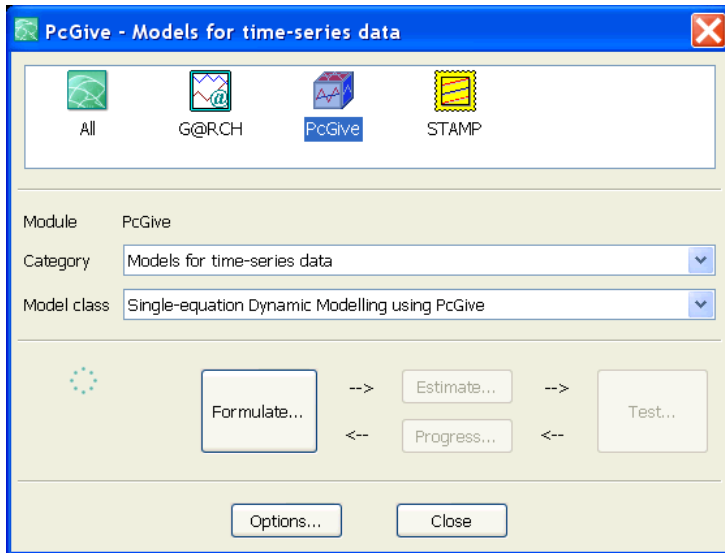 PcGive - Models for time-series data
All G@RCH PcGive STAMP
Module PcGive
Category Models for time-series data
Model class Single-equation Dynamic Modelling using PcGive
Formulate... --> Estimate... --> Test...
<-- Progress... <--
Options... Close